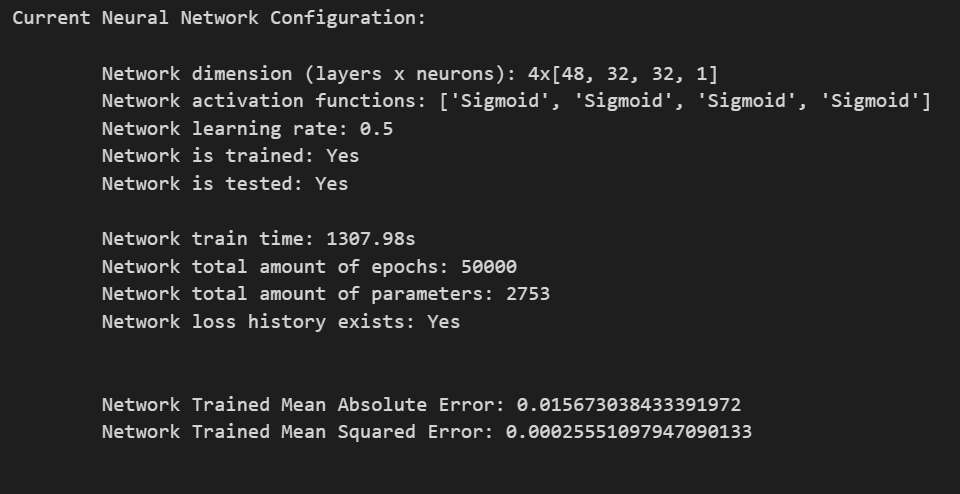 Current Neural Network Configuration:
Network dimension (layers x neurons): 4x[48, 32, 32, 1]
Network activation functions: ['Sigmoid', 'Sigmoid', 'Sigmoid', 'Sigmoid']
Network learning rate: 0.5
Network is trained: Yes
Network is tested: Yes
Network train time: 1307.98s
Network total amount of epochs: 50000
Network total amount of parameters: 2753
Network loss history exists: Yes
Network Trained Mean Absolute Error: 0.015673038433391972
Network Trained Mean Squared Error: 0.00025551097947090133